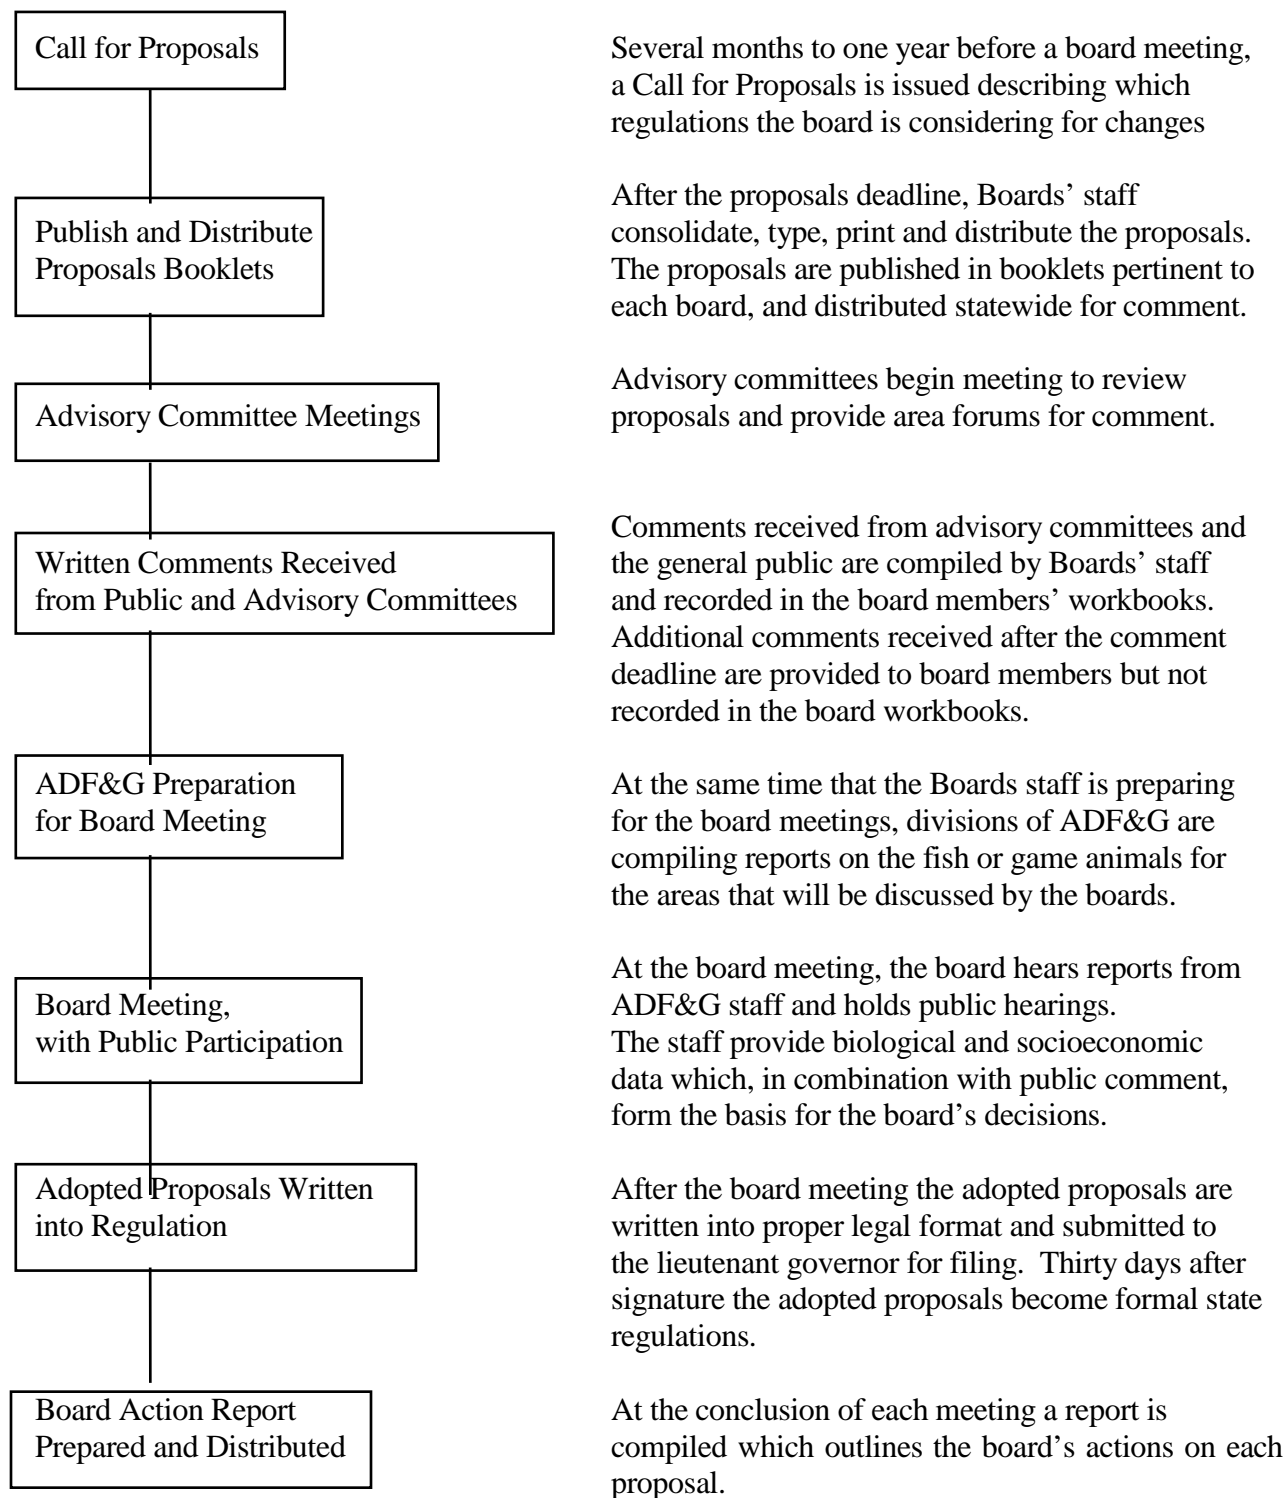 Call for Proposals
Several months to one year before a board meeting,
a Call for Proposals is issued describing which
regulations the board is considering for changes
Publish and Distribute
Proposals Booklets
After the proposals deadline, Boards’ staff
consolidate, type, print and distribute the proposals.
The proposals are published in booklets pertinent to
each board, and distributed statewide for comment.
Advisory Committee Meetings
Advisory committees begin meeting to review
proposals and provide area forums for comment.
Written Comments Received
from Public and Advisory Committees
Comments received from advisory committees and
the general public are compiled by Boards’ staff
and recorded in the board members’ workbooks.
Additional comments received after the comment
deadline are provided to board members but not
recorded in the board workbooks.
ADF&G Preparation
for Board Meeting
At the same time that the Boards staff is preparing
for the board meetings, divisions of ADF&G are
compiling reports on the fish or game animals for
the areas that will be discussed by the boards.
Board Meeting,
with Public Participation
At the board meeting, the board hears reports from
ADF&G staff and holds public hearings.
The staff provide biological and socioeconomic
data which, in combination with public comment,
form the basis for the board’s decisions.
Adopted Proposals Written
into Regulation
After the board meeting the adopted proposals are
written into proper legal format and submitted to
the lieutenant governor for filing.  Thirty days after
signature the adopted proposals become formal state
regulations.
Board Action Report
Prepared and Distributed
At the conclusion of each meeting a report is
compiled which outlines the board’s actions on each
proposal.